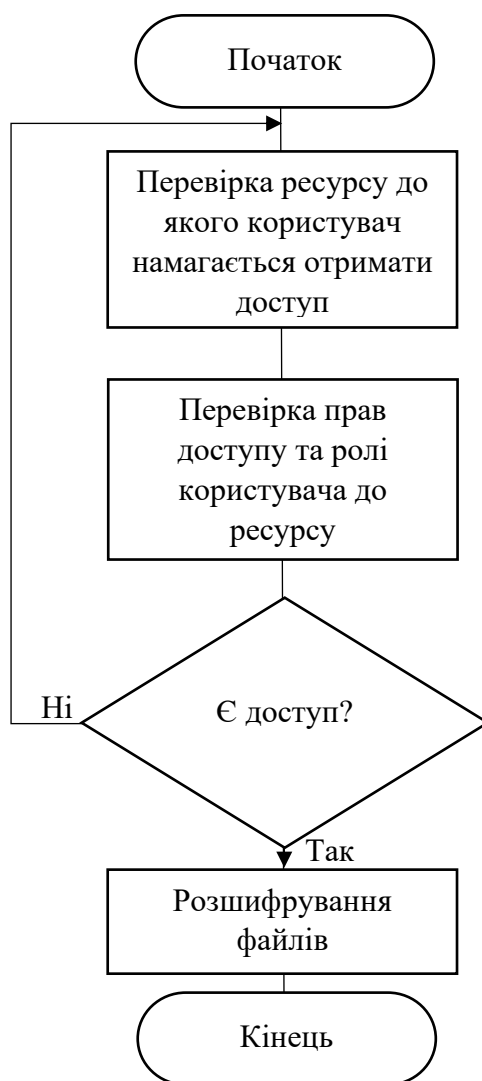 Початок
Перевірка ресурсу до
якого користувач
намагається отримати
доступ
Перевірка прав
доступу та ролі
користувача до
ресурсу
Ні
Є доступ?
Так
Розшифрування
файлів
Кінець